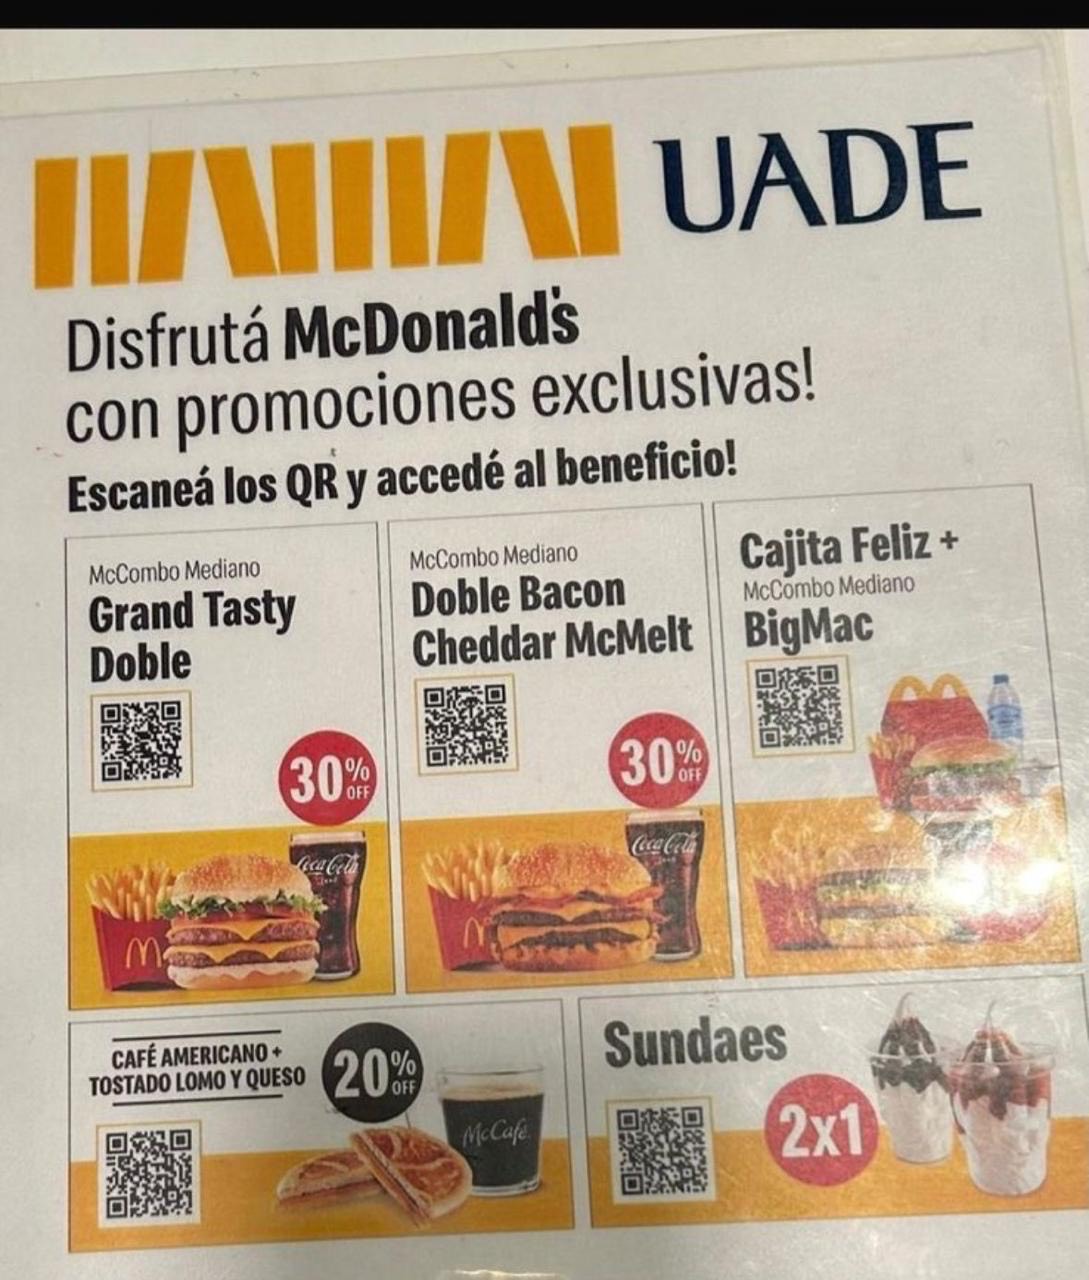 UADE
Disfrutá McDonald's
con promociones exclusivas!
Escaneá los QR y accedé al beneficio!
McCombo Mediano
Grand Tasty
Doble
30% OFF
Coca-Cola
McCombo Mediano
Doble Bacon
Cheddar McMelt
30% OFF
Coca-Cola
Cajita Feliz +
McCombo Mediano
BigMac
CAFÉ AMERICANO +
TOSTADO LOMO Y QUESO
20% OFF
McCafé
Sundaes
2x1